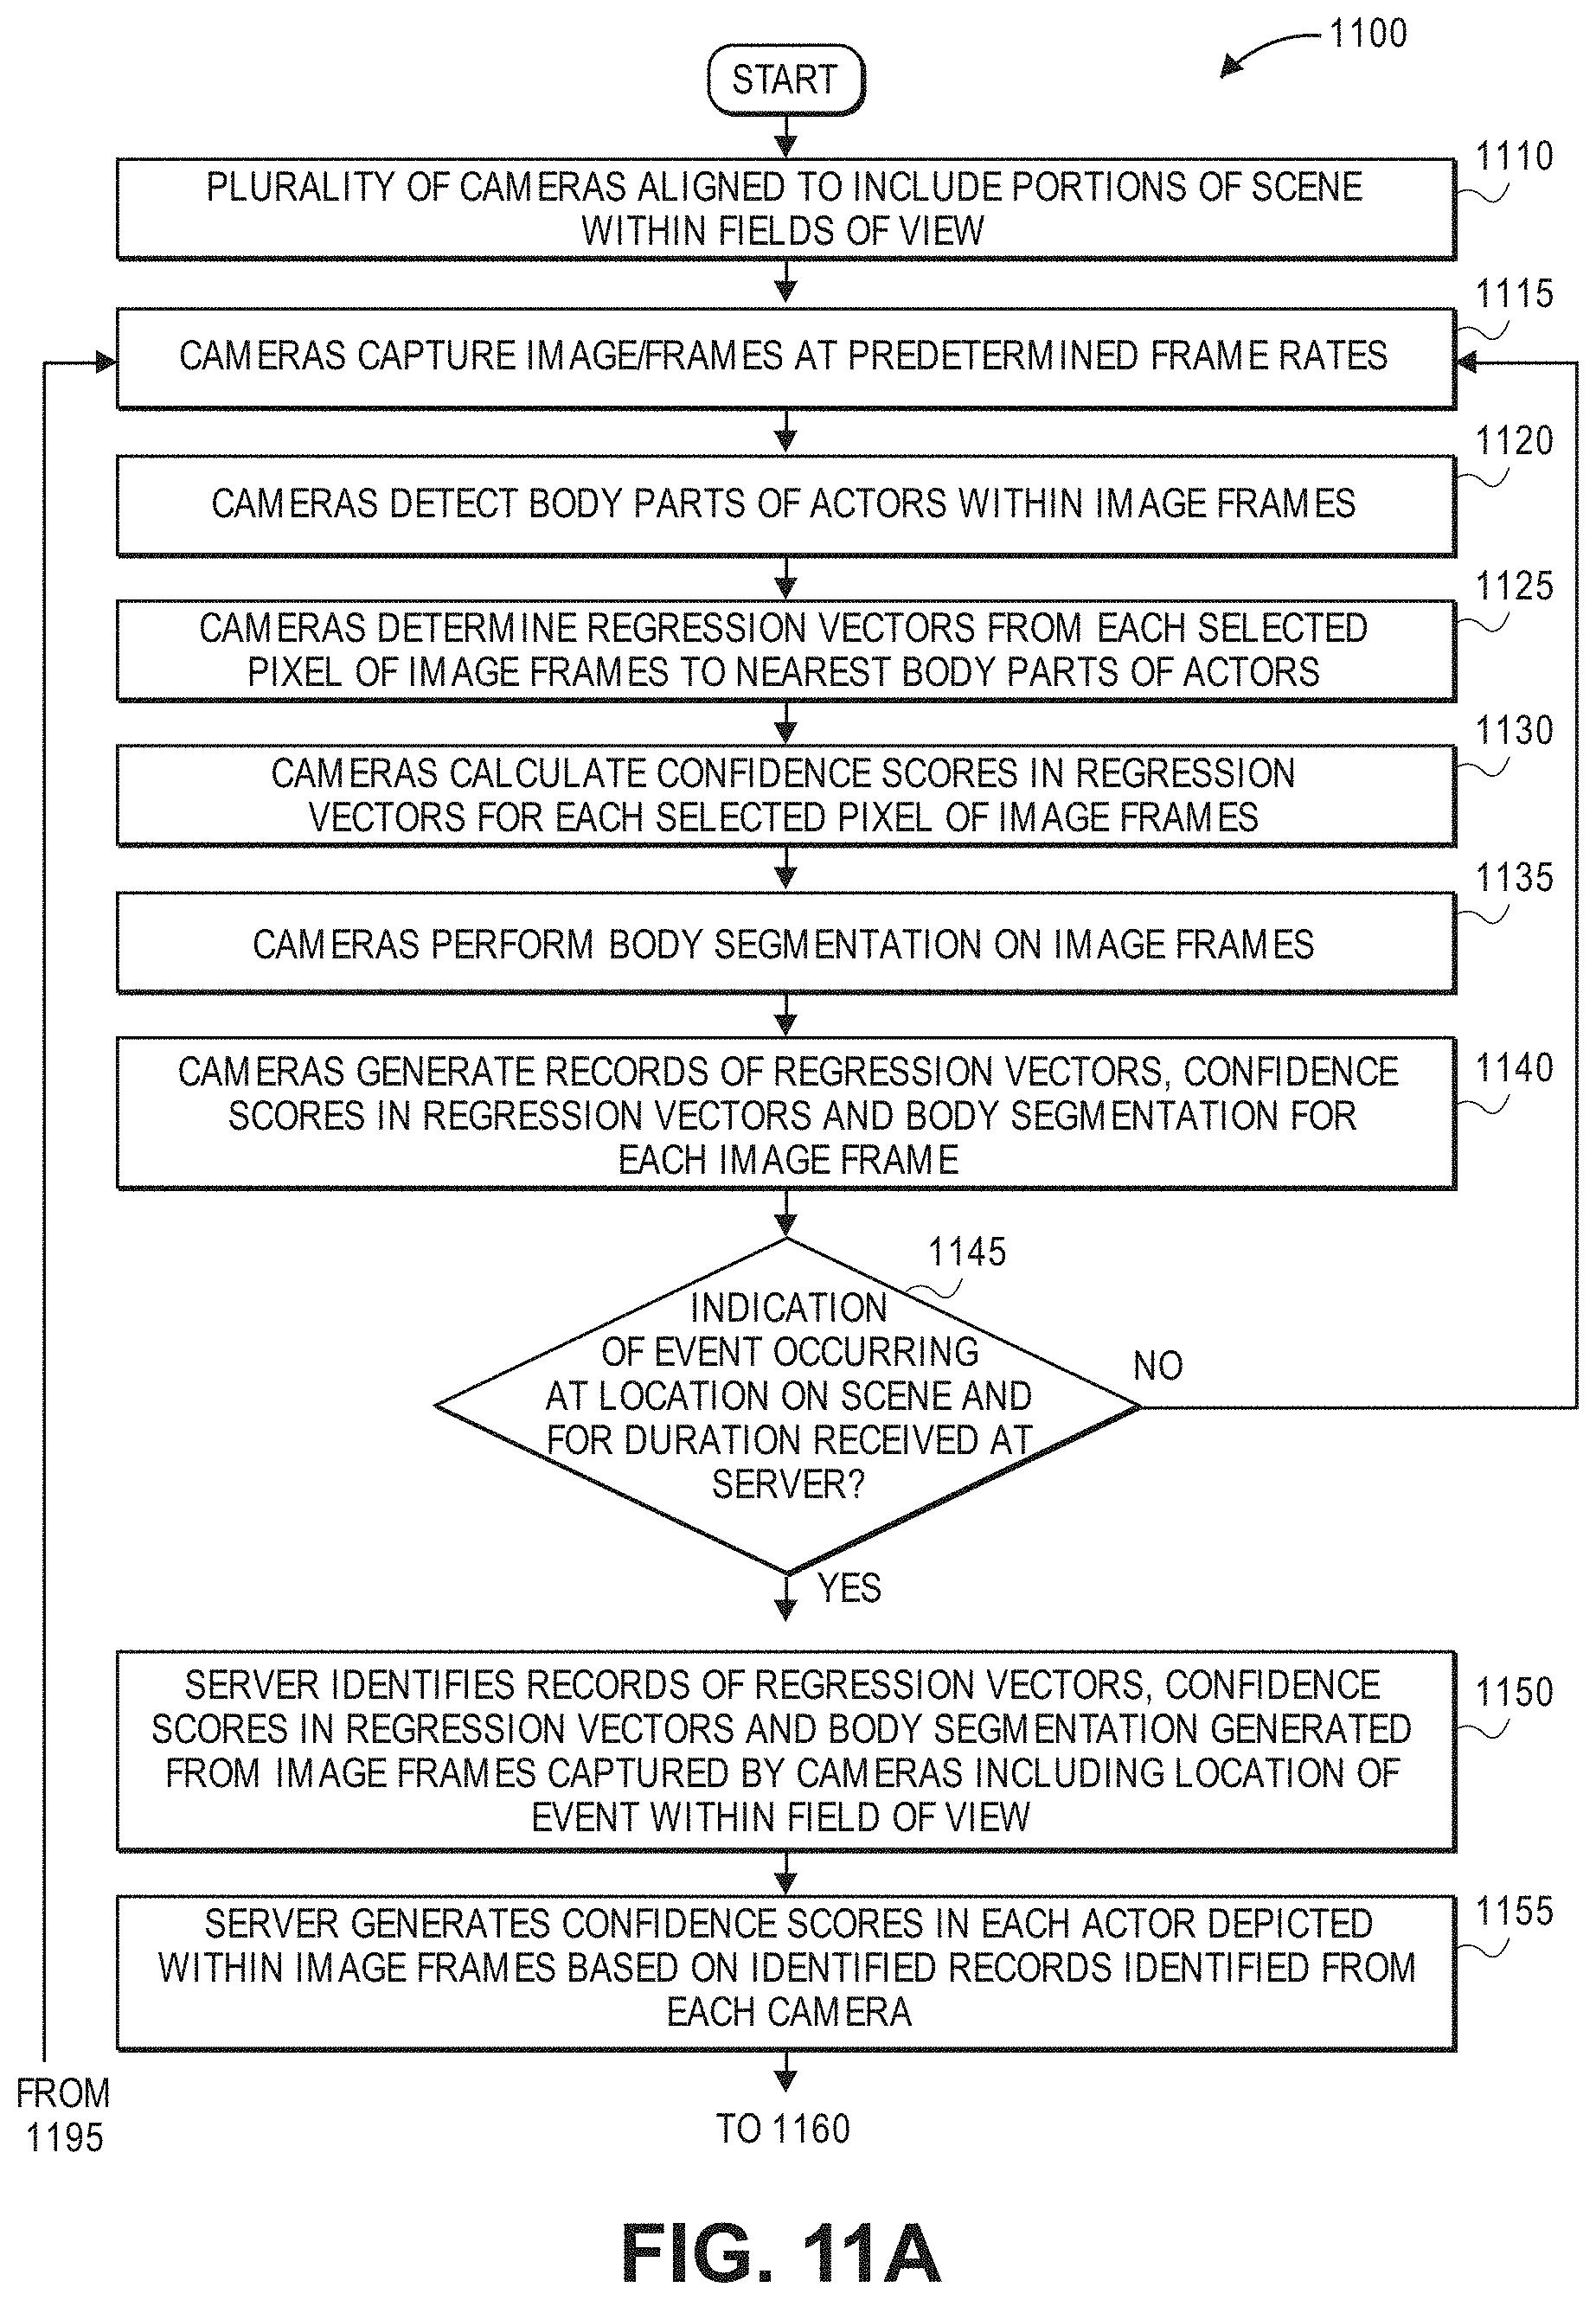 1100
START
1110
PLURALITY OF CAMERAS ALIGNED TO INCLUDE PORTIONS OF SCENE
WITHIN FIELDS OF VIEW
1115
CAMERAS CAPTURE IMAGE/FRAMES AT PREDETERMINED FRAME RATES
1120
CAMERAS DETECT BODY PARTS OF ACTORS WITHIN IMAGE FRAMES
1125
CAMERAS DETERMINE REGRESSION VECTORS FROM EACH SELECTED
PIXEL OF IMAGE FRAMES TO NEAREST BODY PARTS OF ACTORS
1130
CAMERAS CALCULATE CONFIDENCE SCORES IN REGRESSION
VECTORS FOR EACH SELECTED PIXEL OF IMAGE FRAMES
1135
CAMERAS PERFORM BODY SEGMENTATION ON IMAGE FRAMES
1140
CAMERAS GENERATE RECORDS OF REGRESSION VECTORS, CONFIDENCE
SCORES IN REGRESSION VECTORS AND BODY SEGMENTATION FOR
EACH IMAGE FRAME
1145
INDICATION
OF EVENT OCCURRING
AT LOCATION ON SCENE AND
FOR DURATION RECEIVED AT
SERVER?
NO
YES
1150
SERVER IDENTIFIES RECORDS OF REGRESSION VECTORS, CONFIDENCE
SCORES IN REGRESSION VECTORS AND BODY SEGMENTATION GENERATED
FROM IMAGE FRAMES CAPTURED BY CAMERAS INCLUDING LOCATION OF
EVENT WITHIN FIELD OF VIEW
1155
SERVER GENERATES CONFIDENCE SCORES IN EACH ACTOR DEPICTED
WITHIN IMAGE FRAMES BASED ON IDENTIFIED RECORDS IDENTIFIED FROM
EACH CAMERA
FROM
1195
TO 1160
FIG. 11A